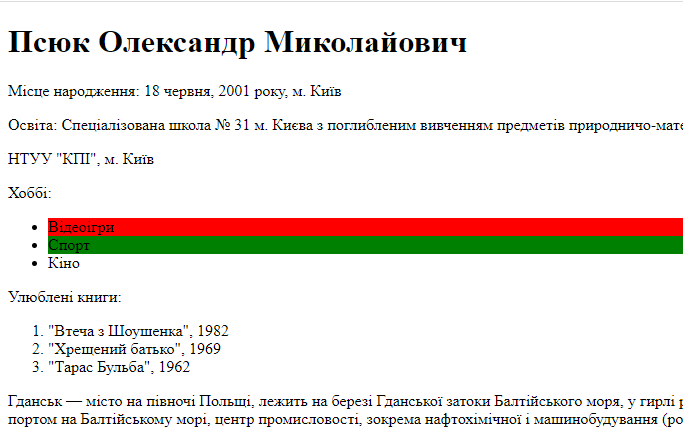 Псюк Олександр Миколайович
Місце народження: 18 червня, 2001 року, м. Київ
Освіта: Спеціалізована школа № 31 м. Києва з поглибленим вивченням предметів природничо-мате
НТУУ "КПІ", м. Київ
Хоббі:
Відеоігри
Спорт
Кіно
Улюблені книги:
1. "Втеча з Шоушенка", 1982
2. "Хрещений батько", 1969
3. "Тарас Бульба", 1962
Гданськ — місто на півночі Польщі, лежить на березі Гданської затоки Балтійського моря, у гирлі
портом на Балтійському морі, центр промисловості, зокрема нафтохімічної і машинобудування (ро